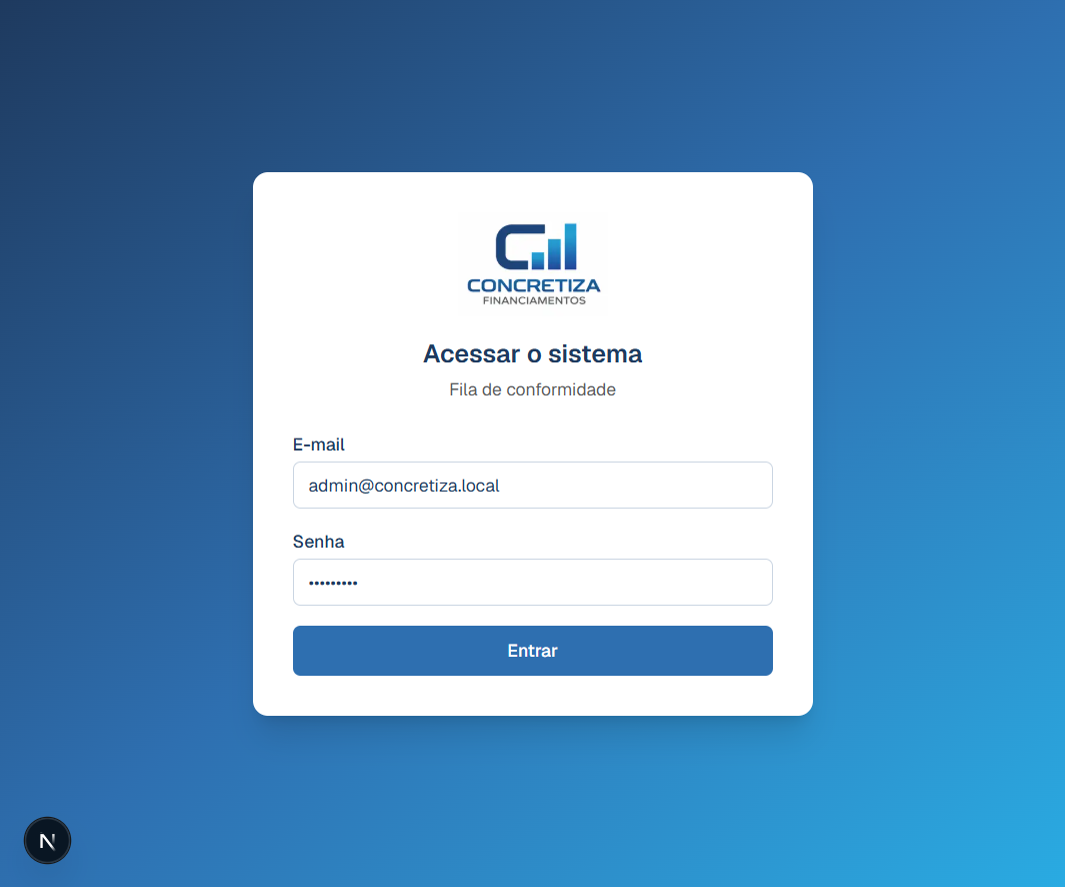 CONCRETIZA
FINANCIAMENTOS
Acessar o sistema
Fila de conformidade
E-mail
admin@concretiza.local
Senha
•••••••••
Entrar
N